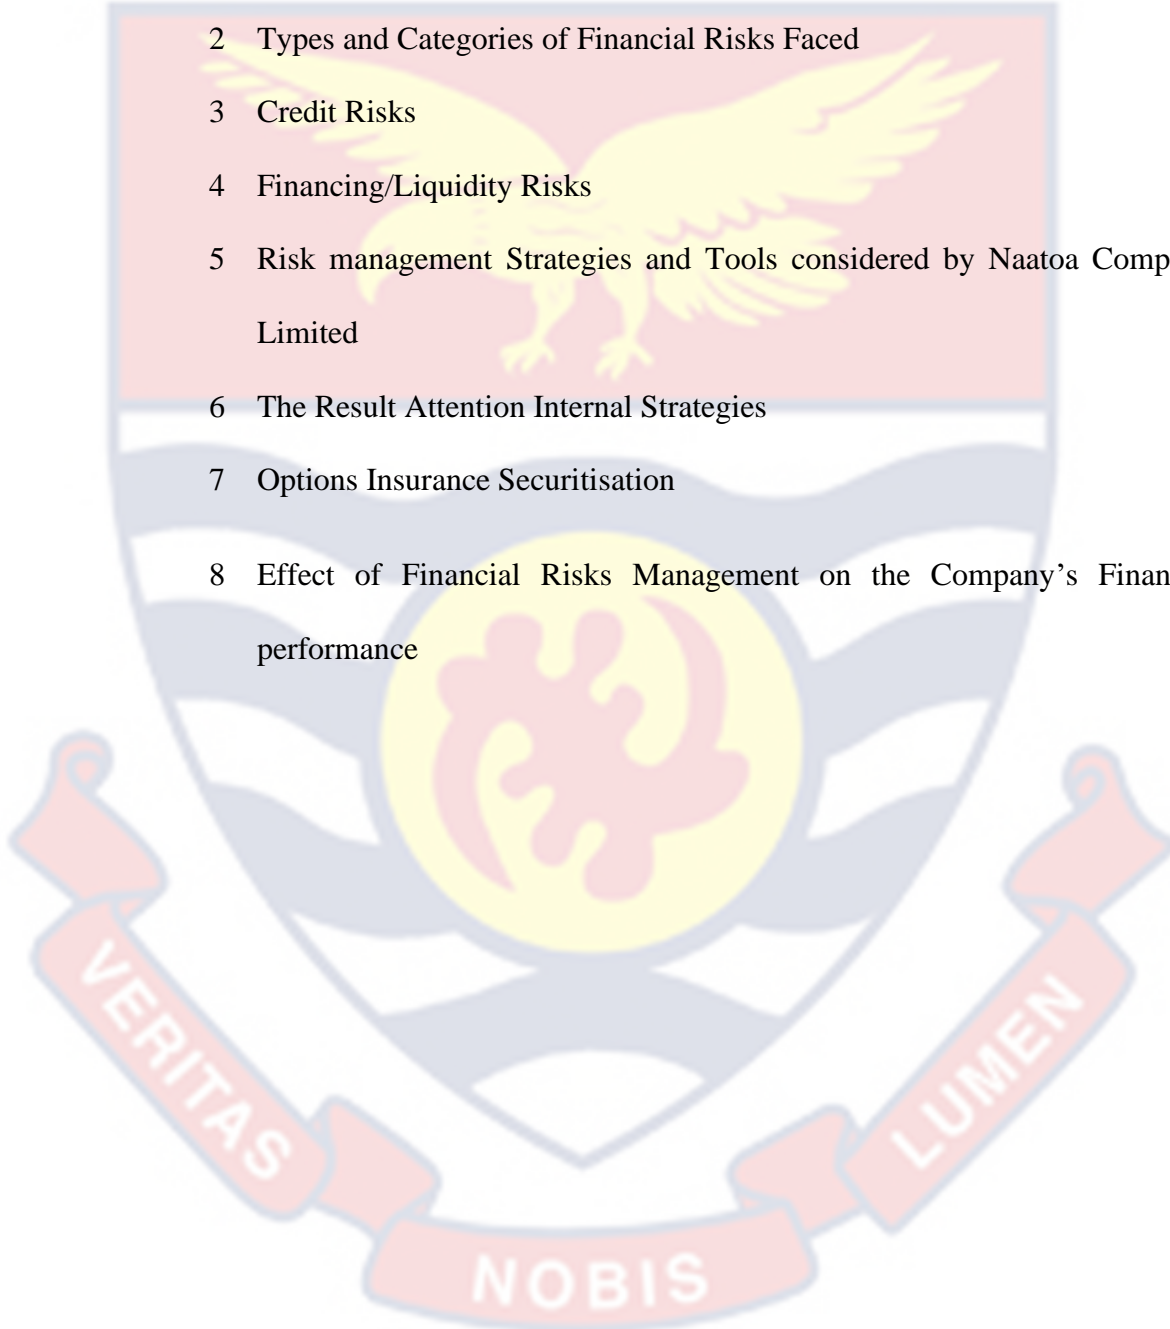 2 Types and Categories of Financial Risks Faced
3 Credit Risks
4 Financing/Liquidity Risks
5 Risk management Strategies and Tools considered by Naatoa Comp
Limited
6 The Result Attention Internal Strategies
7 Options Insurance Securitisation
8 Effect of Financial Risks Management on the Company’s Finan
performance
VERITAS
NOBIS
LUMEN